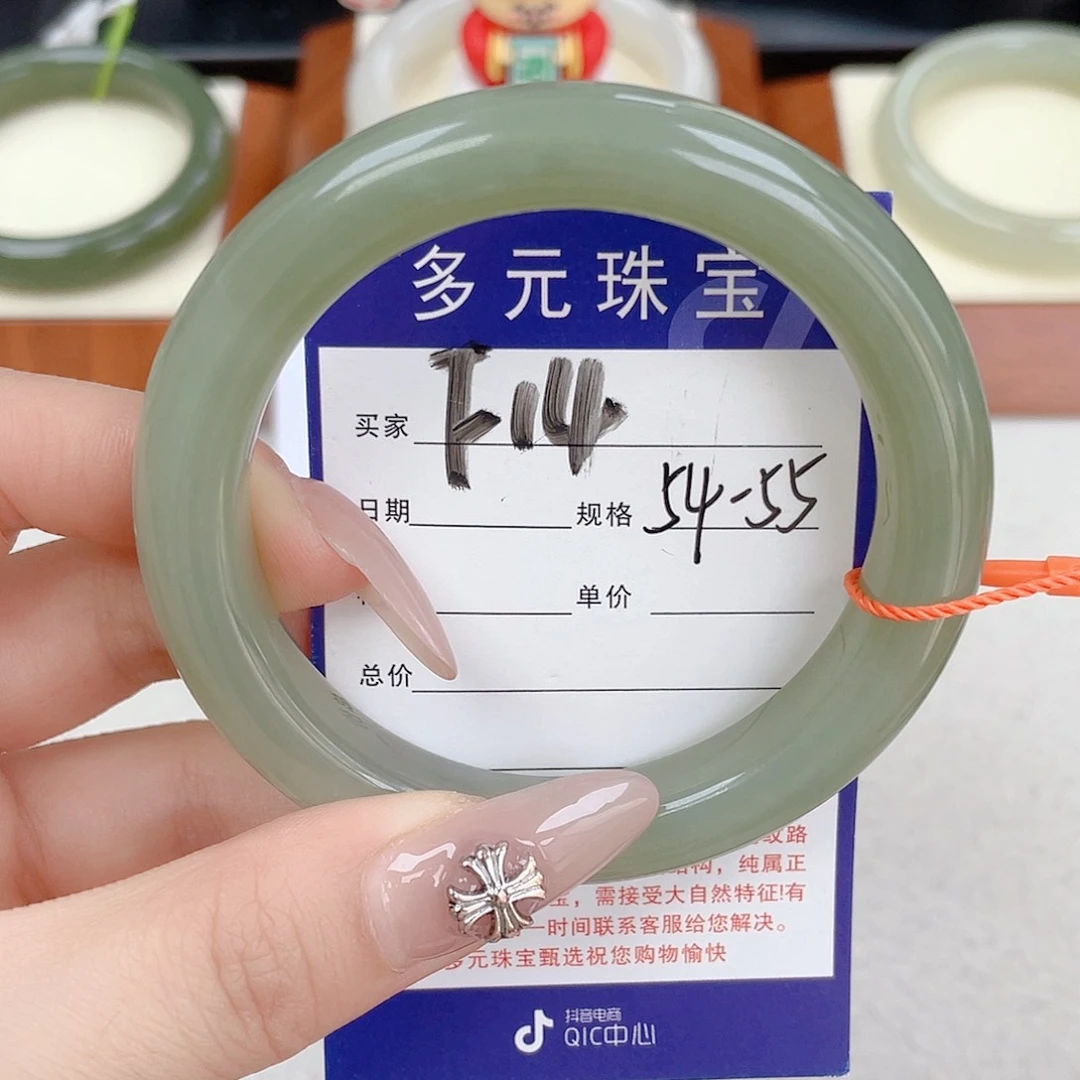 多元珠宝
买家 下14
日期 规格 54-55
单价
总价
纹路
结构，纯属正
，需接受大自然特征!有
一时间联系客服给您解决。
多元珠宝甄选祝您购物愉快
抖音电商
QIC中心